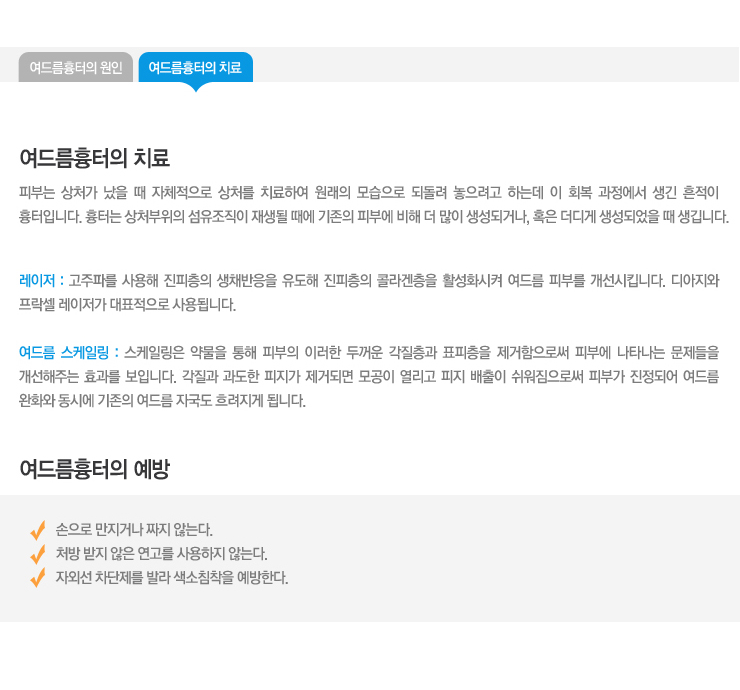 여드름흉터의 원인
여드름흉터의 치료
여드름흉터의 치료
피부는 상처가 났을 때 자체적으로 상처를 치료하여 원래의 모습으로 되돌려 놓으려고 하는데 이 회복 과정에서 생긴 흔적이
흉터입니다. 흉터는 상처부위의 섬유조직이 재생될 때에 기존의 피부에 비해 더 많이 생성되거나, 혹은 더디게 생성되었을 때 생깁니다.
레이저 : 고주파를 사용해 진피층의 생채반응을 유도해 진피층의 콜라겐층을 활성화시켜 여드름 피부를 개선시킵니다. 디아지와
프락셀 레이저가 대표적으로 사용됩니다.
여드름 스케일링 : 스케일링은 약물을 통해 피부의 이러한 두꺼운 각질층과 표피층을 제거함으로써 피부에 나타나는 문제들을
개선해주는 효과를 보입니다. 각질과 과도한 피지가 제거되면 모공이 열리고 피지 배출이 쉬워짐으로써 피부가 진정되어 여드름
완화와 동시에 기존의 여드름 자국도 흐려지게 됩니다.
여드름흉터의 예방
손으로 만지거나 짜지 않는다.
처방 받지 않은 연고를 사용하지 않는다.
자외선 차단제를 발라 색소침착을 예방한다.